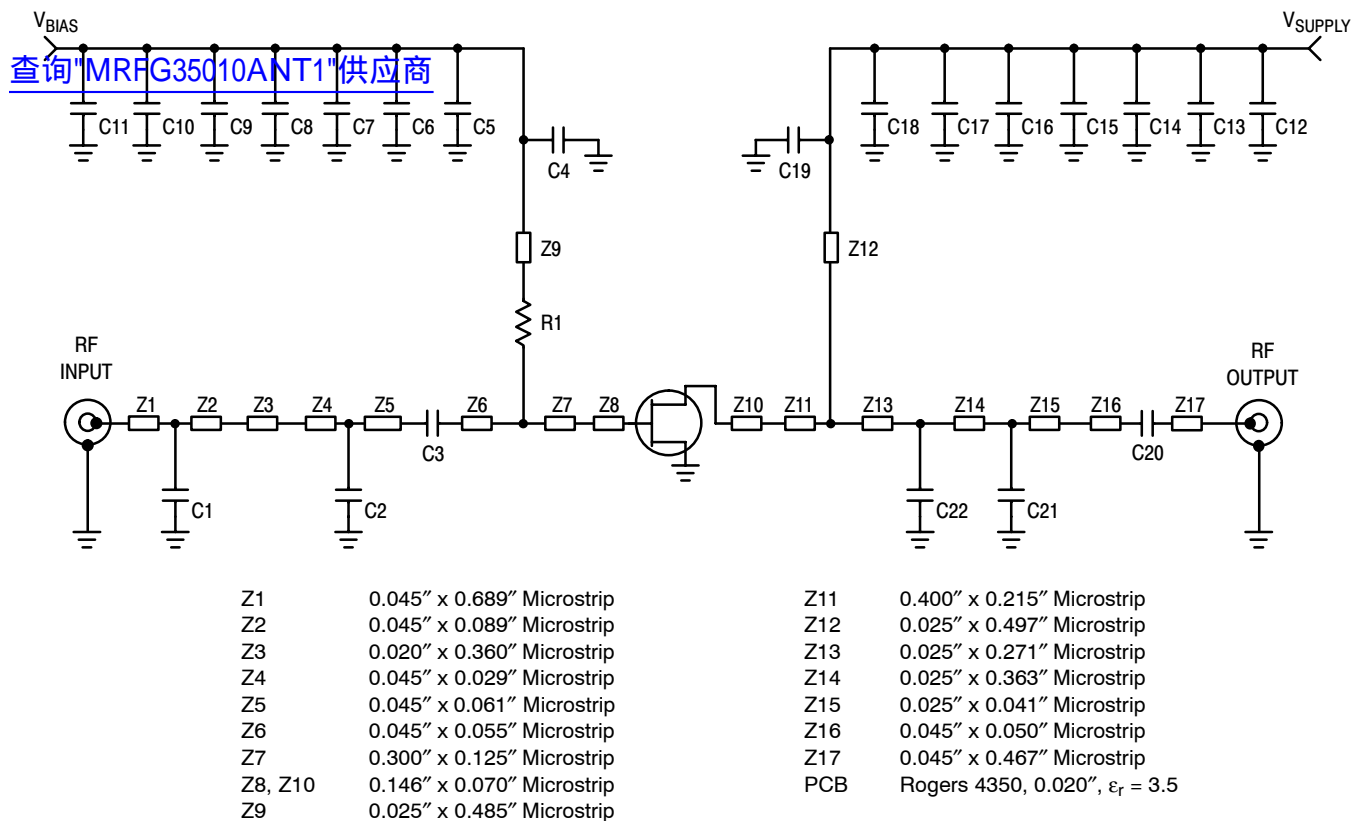 VBIAS
VSUPPLY
查询"MRFG35010ANT1"供应商
C11 C10 C9 C8 C7 C6 C5
C18 C17 C16 C15 C14 C13 C12
C4
C19
Z9
Z12
R1
RF
INPUT
RF
OUTPUT
Z1 Z2 Z3 Z4 Z5 Z6 Z7 Z8 Z10 Z11 Z13 Z14 Z15 Z16 Z17
C3
C20
C1
C2
C22
C21
Z1 0.045″ x 0.689″ Microstrip
Z2 0.045″ x 0.089″ Microstrip
Z3 0.020″ x 0.360″ Microstrip
Z4 0.045″ x 0.029″ Microstrip
Z5 0.045″ x 0.061″ Microstrip
Z6 0.045″ x 0.055″ Microstrip
Z7 0.300″ x 0.125″ Microstrip
Z8, Z10 0.146″ x 0.070″ Microstrip
Z9 0.025″ x 0.485″ Microstrip
Z11 0.400″ x 0.215″ Microstrip
Z12 0.025″ x 0.497″ Microstrip
Z13 0.025″ x 0.271″ Microstrip
Z14 0.025″ x 0.363″ Microstrip
Z15 0.025″ x 0.041″ Microstrip
Z16 0.045″ x 0.050″ Microstrip
Z17 0.045″ x 0.467″ Microstrip
PCB Rogers 4350, 0.020″, εr = 3.5